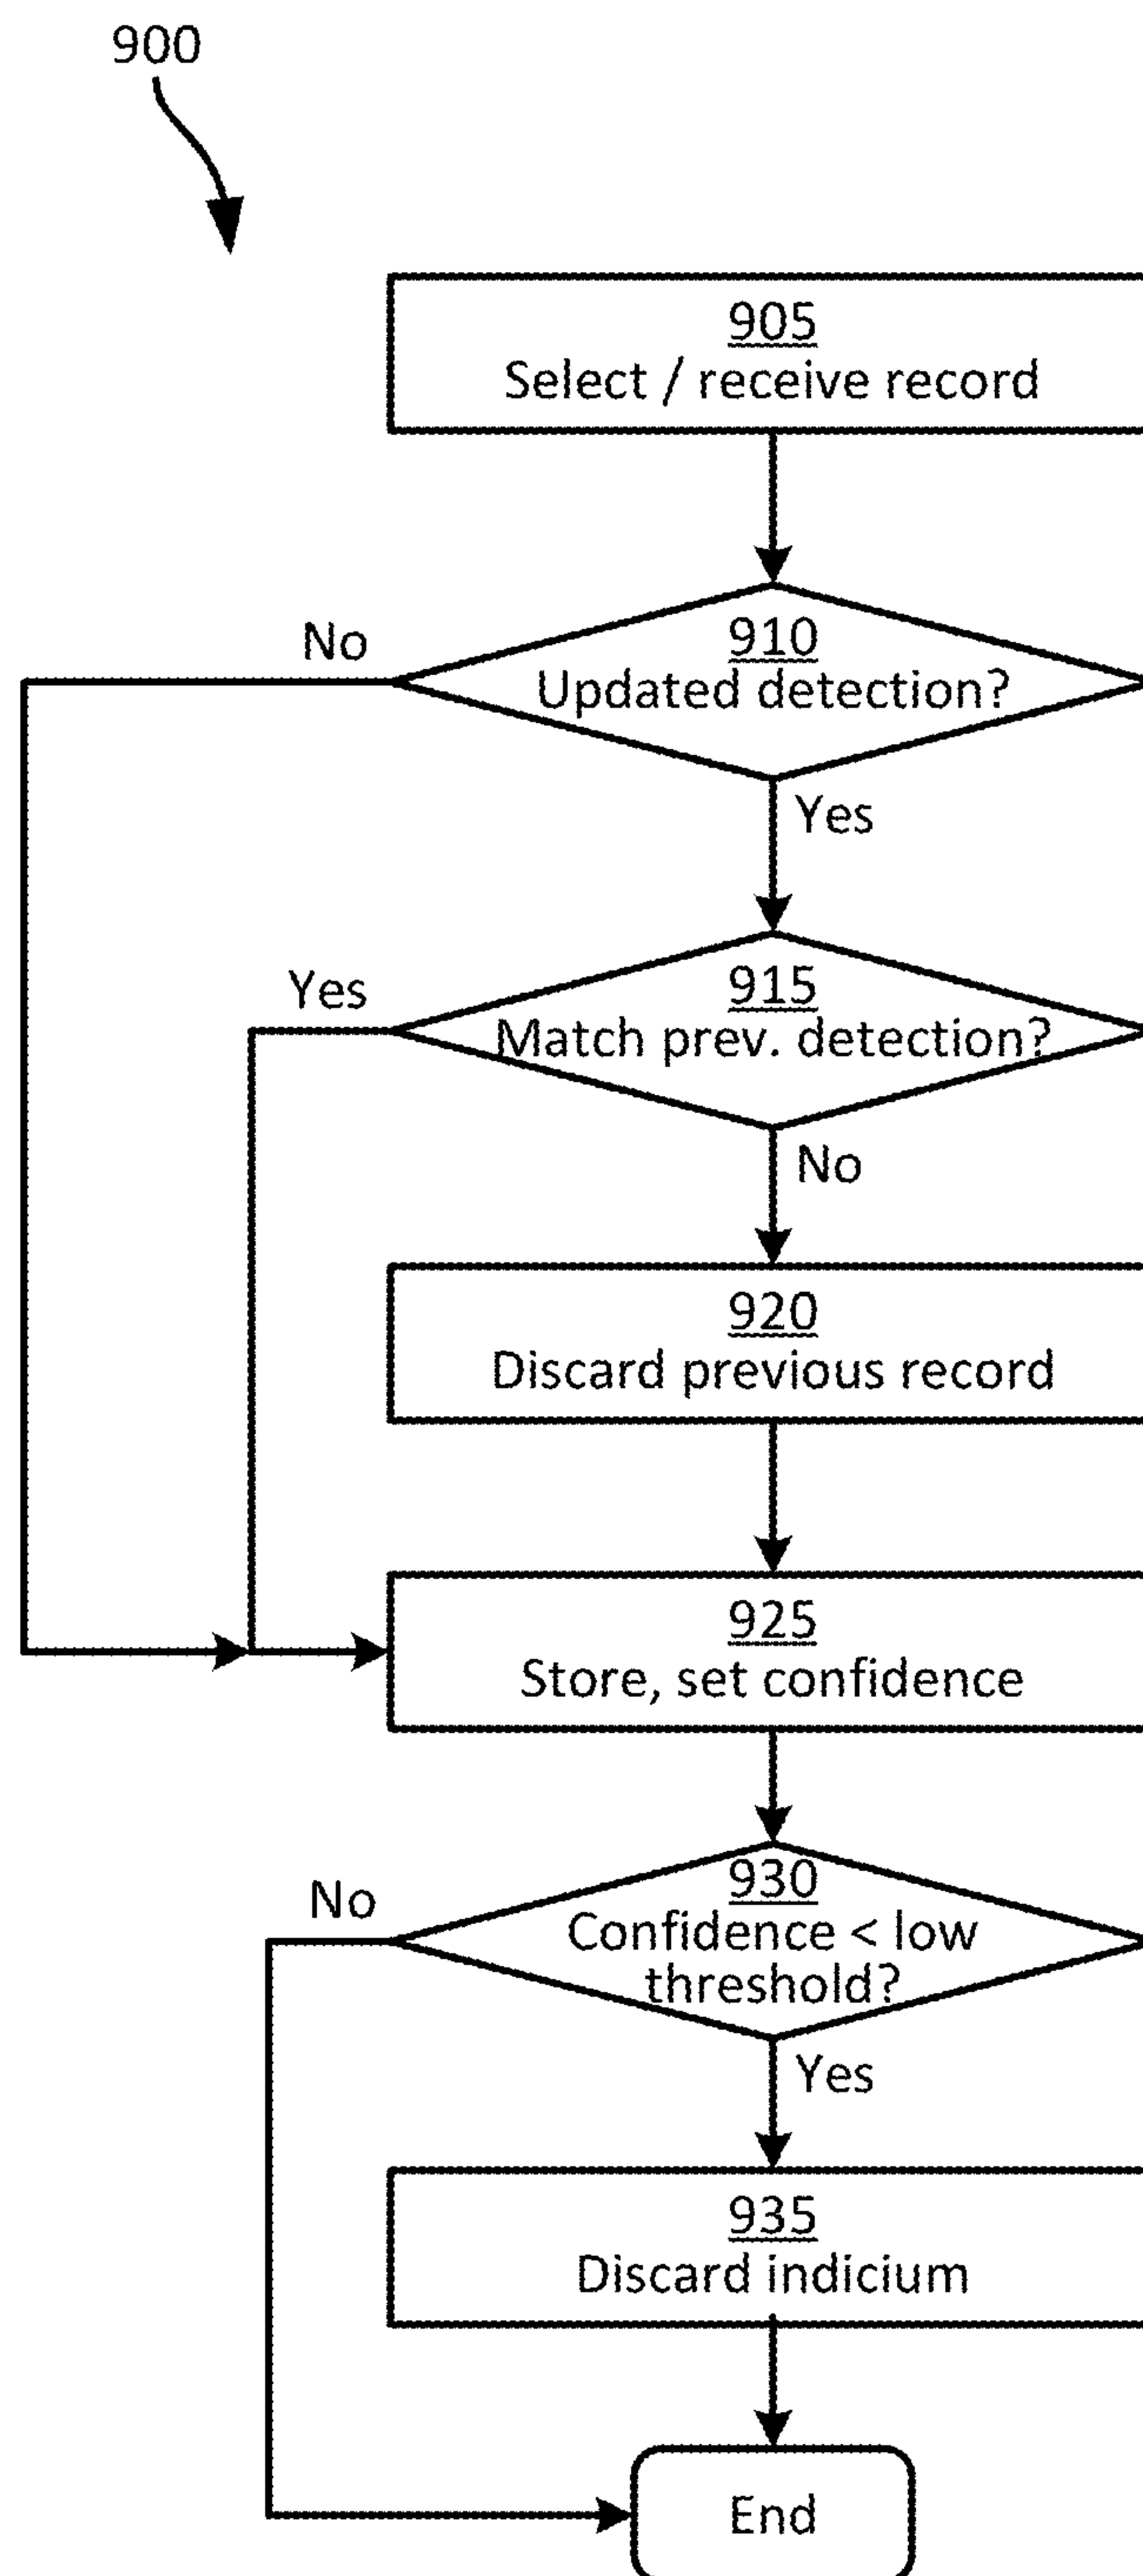 900
905
Select / receive record
No
910
Updated detection?
Yes
Yes
915
Match prev. detection?
No
920
Discard previous record
925
Store, set confidence
No
930
Confidence < low
threshold?
Yes
935
Discard indicium
End